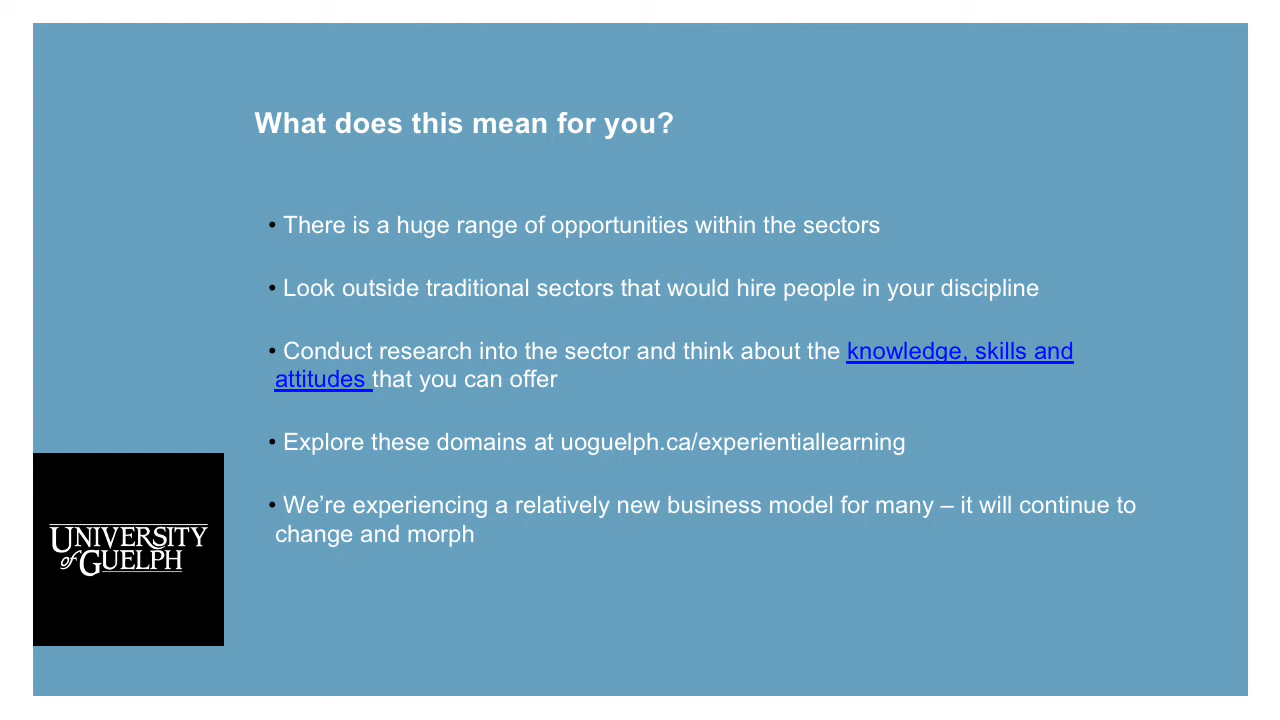 What does this mean for you?
• There is a huge range of opportunities within the sectors
• Look outside traditional sectors that would hire people in your discipline
• Conduct research into the sector and think about the knowledge, skills and
attitudes that you can offer
• Explore these domains at uoguelph.ca/experientiallearning
• We’re experiencing a relatively new business model for many – it will continue to
change and morph
UNIVERSITY
of GUELPH